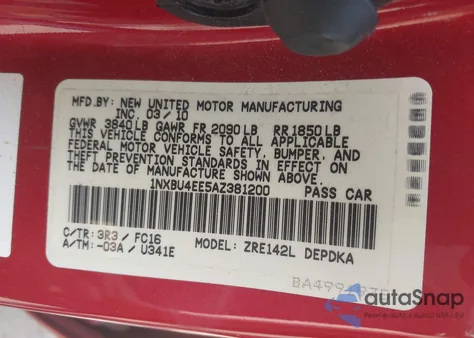 MFD.BY: NEW UNITED MOTOR MANUFACTURING
INC. 03/10
GVWR 3840LB GAWR FR 2090LB RR1850LB
THIS VEHICLE CONFORMS TO ALL APPLICABLE
FEDERAL MOTOR VEHICLE SAFETY, BUMPER, AND
THEFT PREVENTION STANDARDS IN EFFECT ON
THE DATE OF MANUFACTURE SHOWN ABOVE.
1NXBU4EE5AZ381200 PASS CAR
C/TR: 3R3 / FC16
A/TM: -03A / U341E
MODEL: ZRE142L DEPDKA
autoSnap